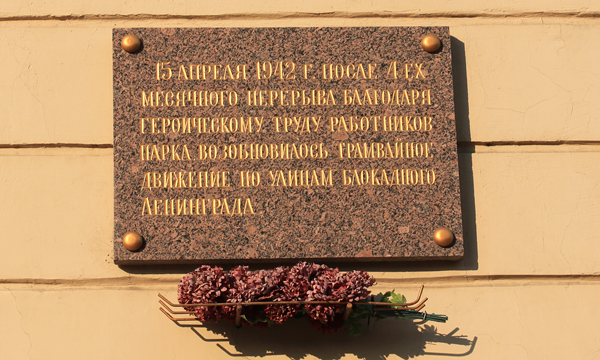 15 АПРЕЛЯ 1942 Г. ПОСЛЕ 4-ЕХ
МЕСЯЧНОГО ПЕРЕРЫВА БЛАГОДАРЯ
ГЕРОИЧЕСКОМУ ТРУДУ РАБОТНИКОВ
ПАРКА ВОЗОБНОВИЛОСЬ ТРАМВАЙНОЕ
ДВИЖЕНИЕ ПО УЛИЦАМ БЛОКАДНОГО
ЛЕНИНГРАДА